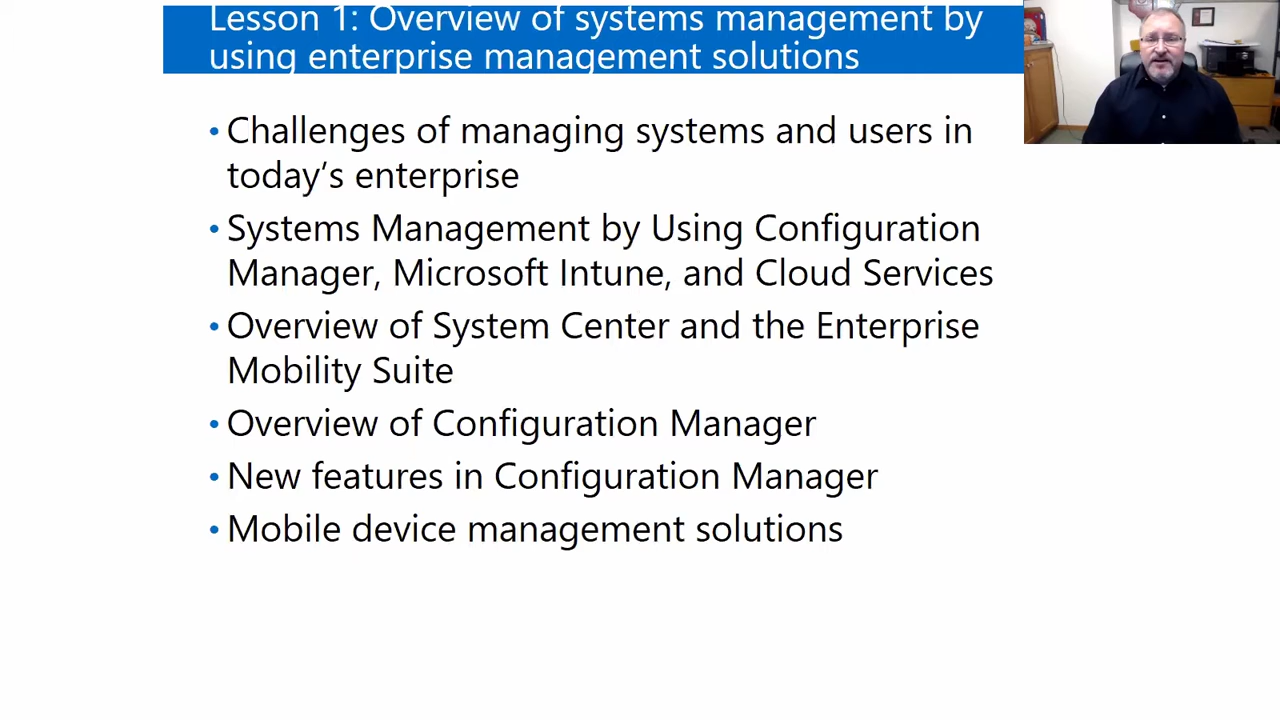 Lesson 1: Overview of systems management by
using enterprise management solutions
• Challenges of managing systems and users in
today’s enterprise
• Systems Management by Using Configuration
Manager, Microsoft Intune, and Cloud Services
• Overview of System Center and the Enterprise
Mobility Suite
• Overview of Configuration Manager
• New features in Configuration Manager
• Mobile device management solutions